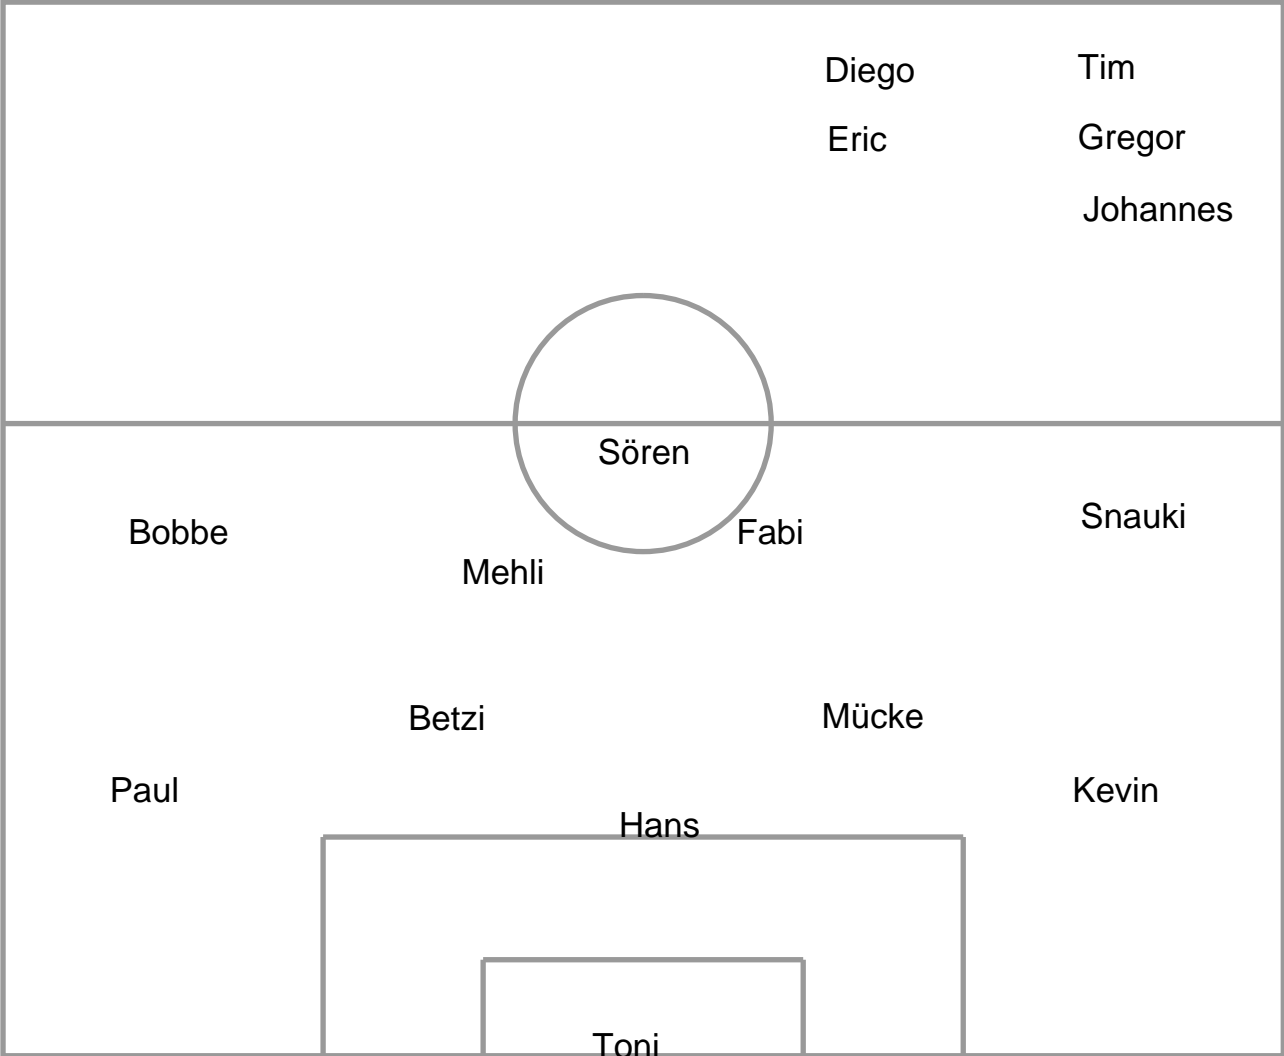 Diego
Tim
Eric
Gregor
Johannes
Sören
Bobbe
Fabi
Snauki
Mehli
Betzi
Mücke
Paul
Kevin
Hans
Toni